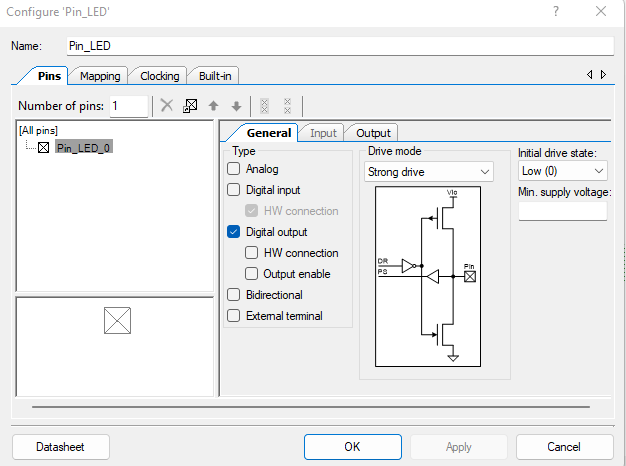 Configure 'Pin_LED'
Name: Pin_LED
Pins Mapping Clocking Built-in
Number of pins: 1
[All pins]
Pin_LED_0
General Input Output
Type
Analog
Digital input
HW connection
Digital output
HW connection
Output enable
Bidirectional
External terminal
Drive mode
Strong drive
Vio
DR
PS
Pin
Initial drive state:
Low (0)
Min. supply voltage:
Datasheet OK Apply Cancel